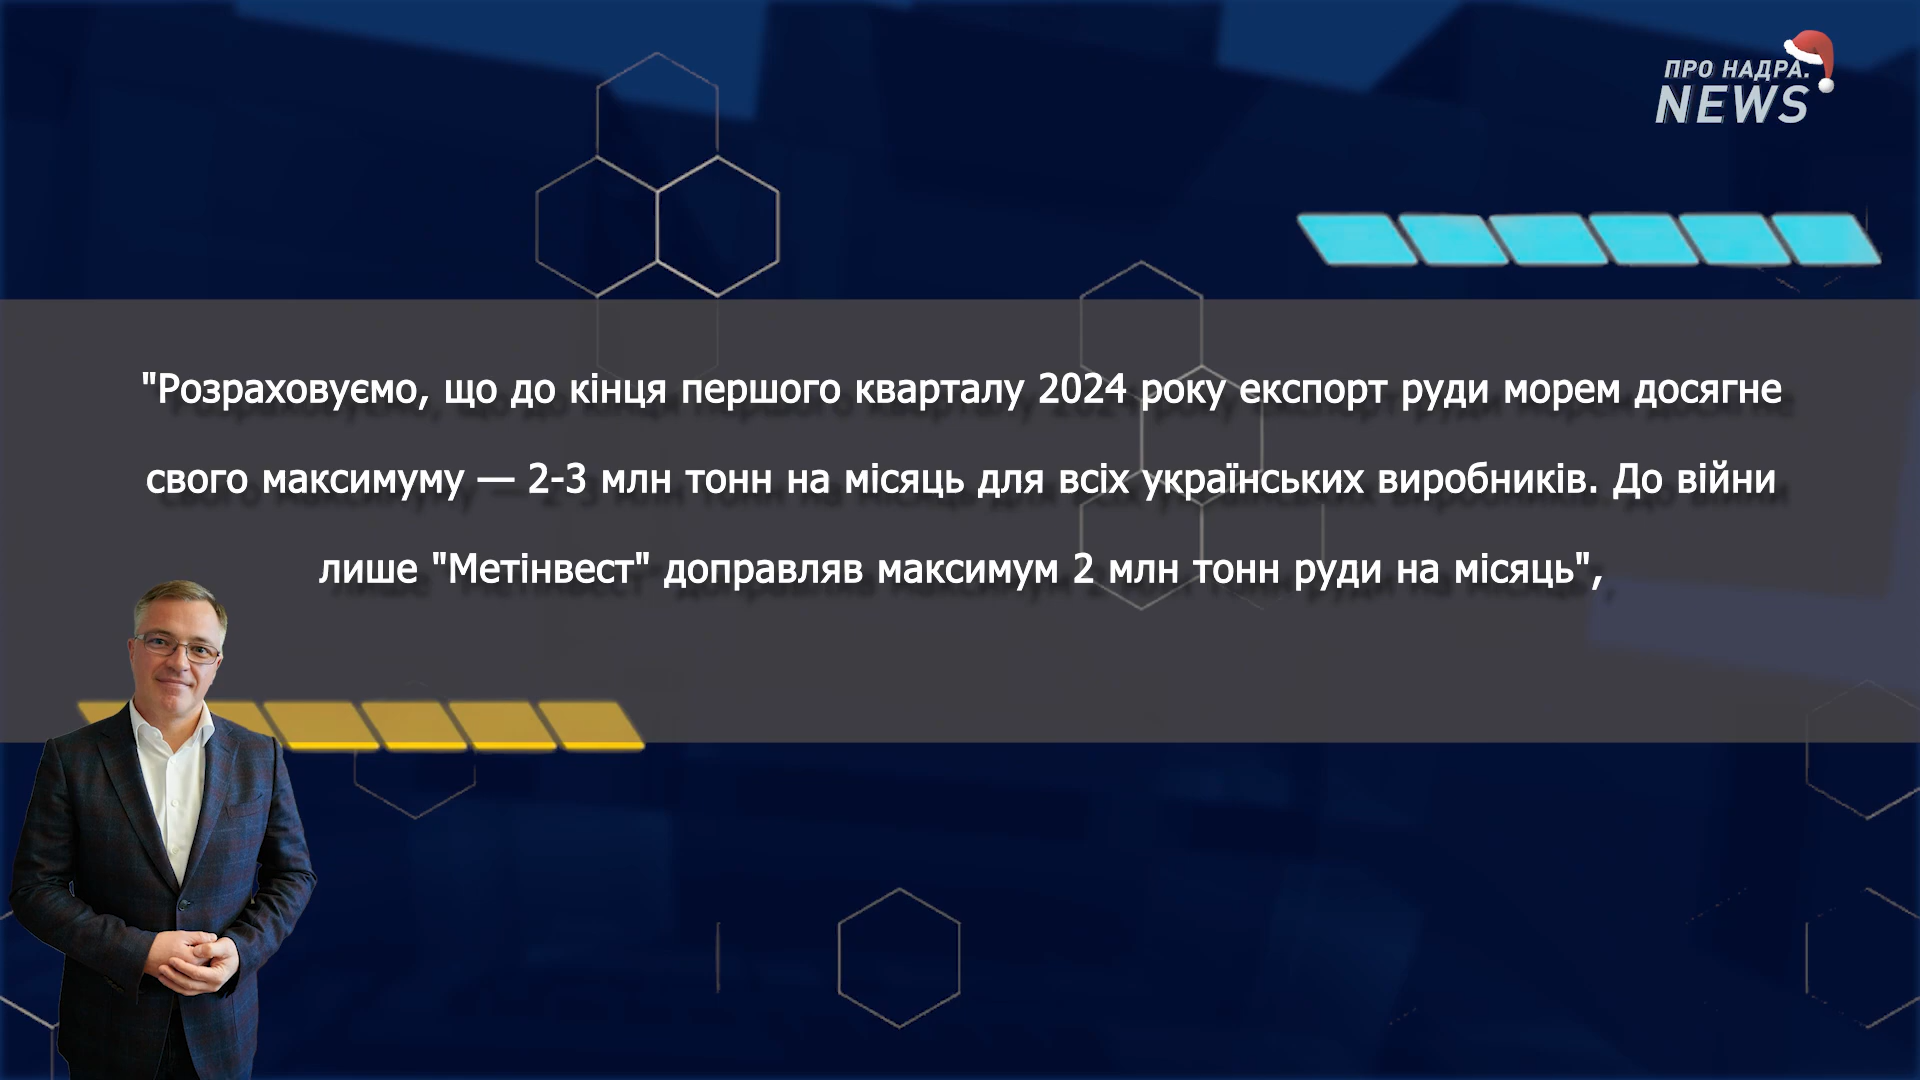 ПРО НАДРА.
NEWS
"Розраховуємо, що до кінця першого кварталу 2024 року експорт руди морем досягне
свого максимуму — 2-3 млн тонн на місяць для всіх українських виробників. До війни
лише "Метінвест" доправляв максимум 2 млн тонн руди на місяць",